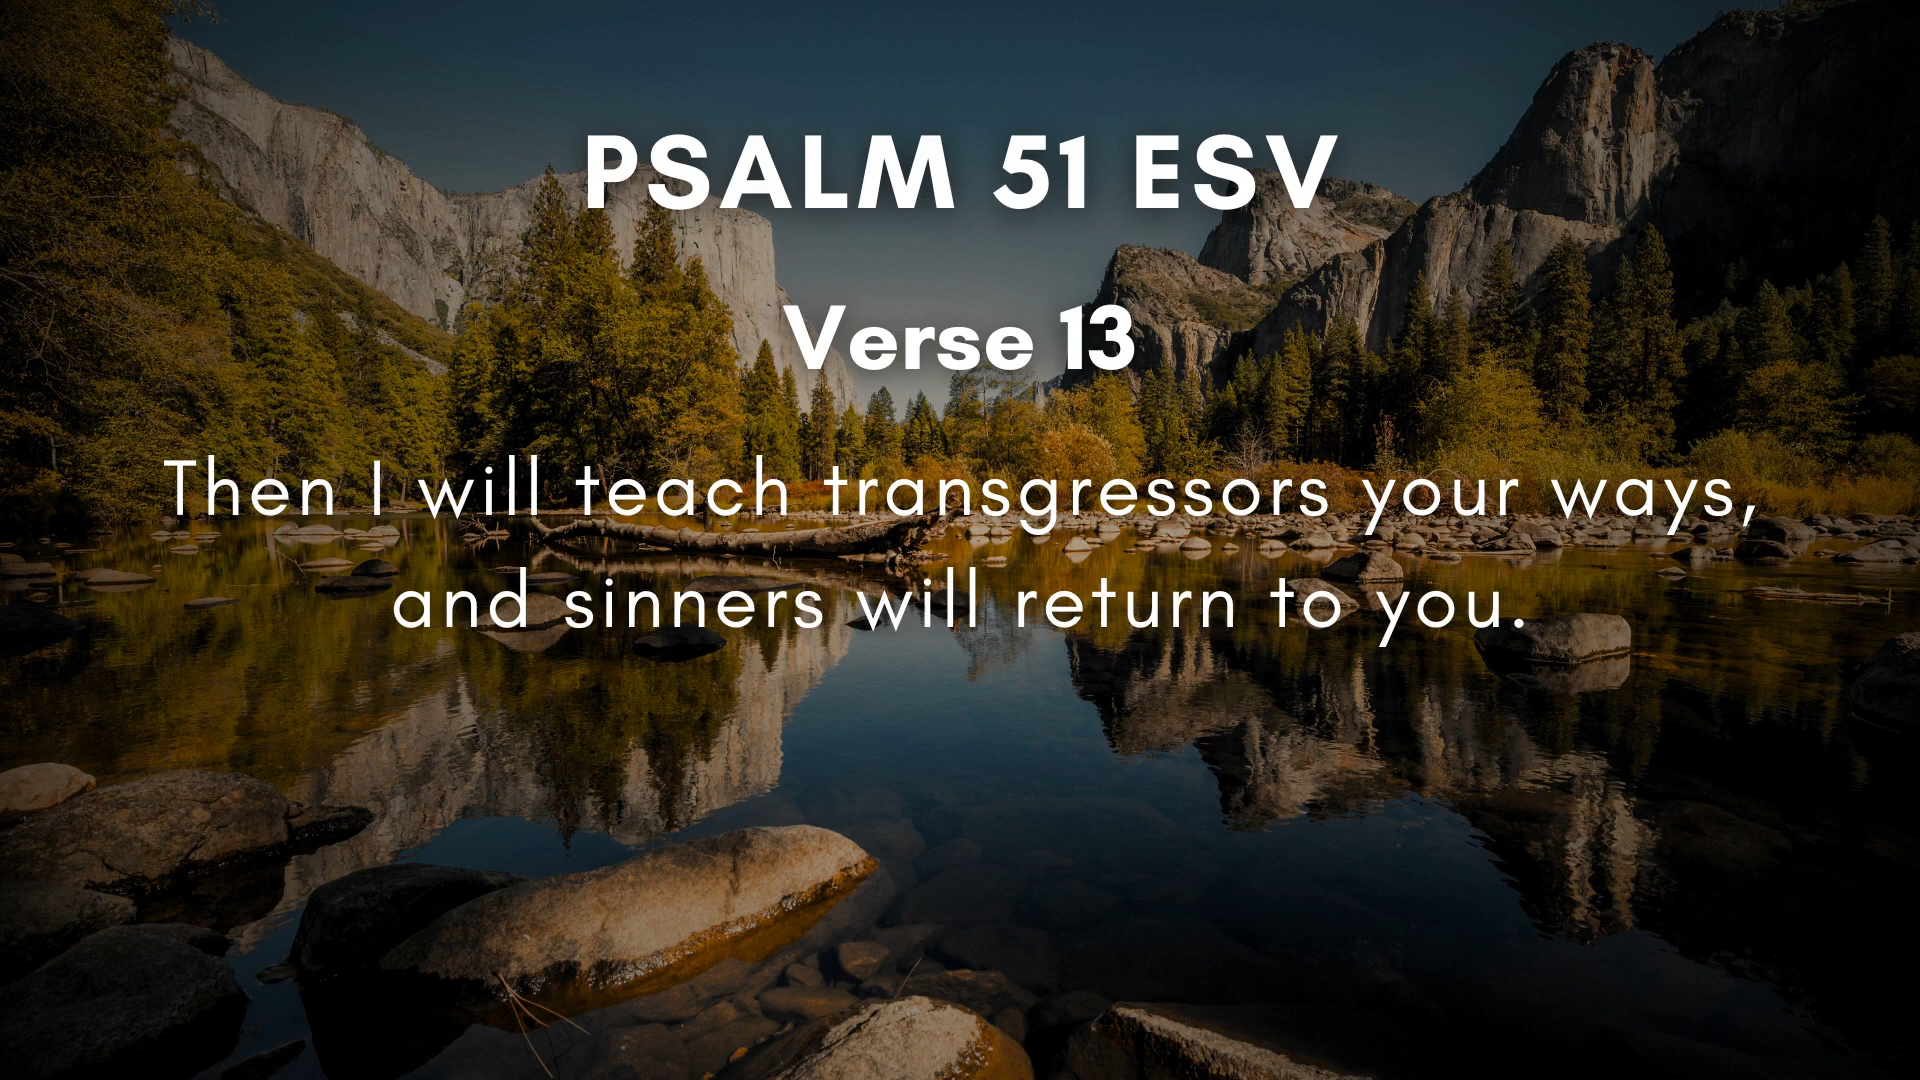 PSALM 51 ESV
Verse 13
Then I will teach transgressors your ways,
and sinners will return to you.